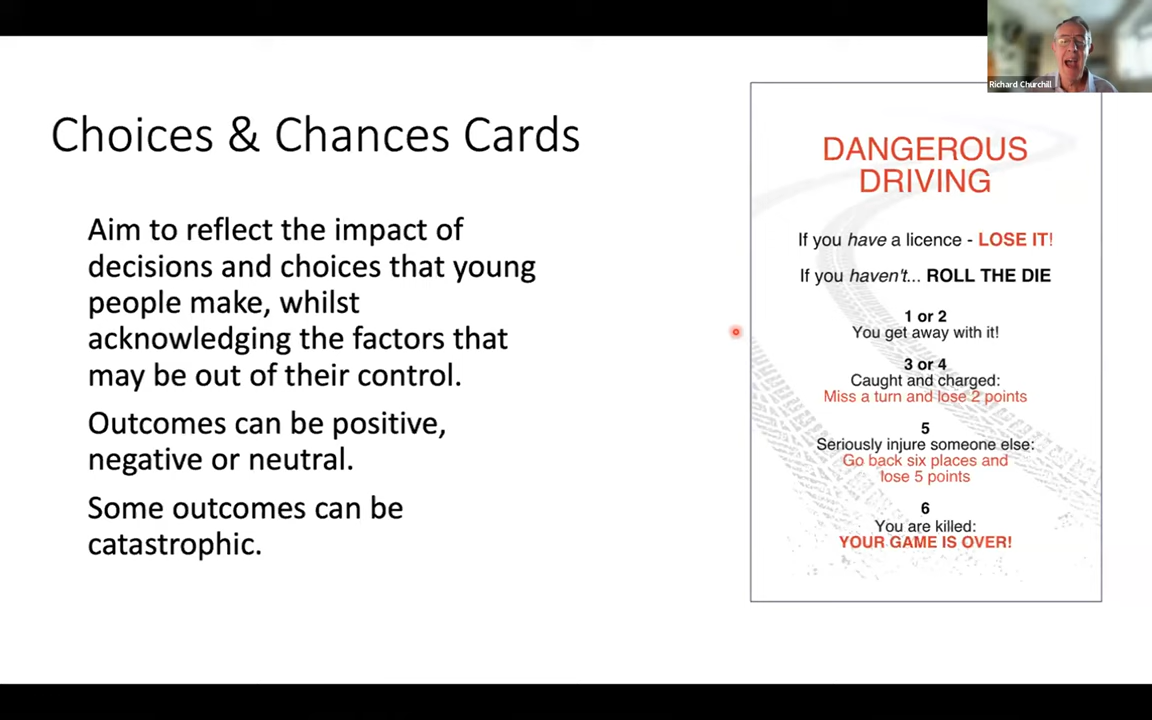 Richard Churchill
Choices & Chances Cards
Aim to reflect the impact of
decisions and choices that young
people make, whilst
acknowledging the factors that
may be out of their control.
Outcomes can be positive,
negative or neutral.
Some outcomes can be
catastrophic.
DANGEROUS
DRIVING
If you have a licence - LOSE IT!
If you haven't... ROLL THE DIE
1 or 2
You get away with it!
3 or 4
Caught and charged:
Miss a turn and lose 2 points
5
Seriously injure someone else:
Go back six places and
lose 5 points
6
You are killed:
YOUR GAME IS OVER!